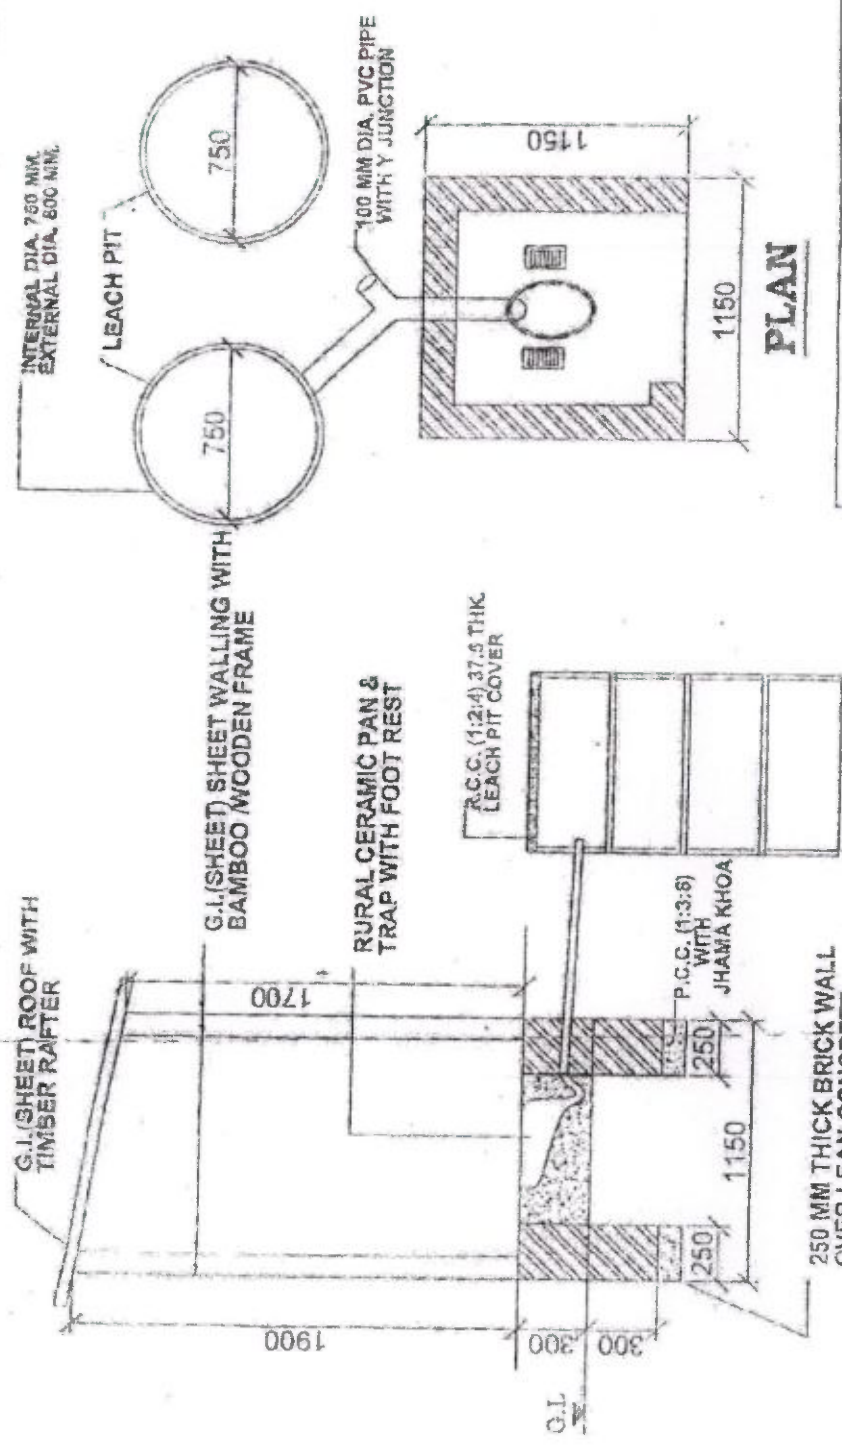 G.I.(SHEET) ROOF WITH
TIMBER RAFTER
G.I.(SHEET) SHEET WALLING WITH
BAMBOO /WOODEN FRAME
RURAL CERAMIC PAN &
TRAP WITH FOOT REST
R.C.C. (1:2:4) 37.5 THK.
LEACH PIT COVER
P.C.C. (1:3:6)
WITH
JHAMA KHOA
1900
1700
300
300
G.L
250
250
1150
250 MM THICK BRICK WALL
OVER LEAN CONCRETE
INTERNAL DIA. 750 MM.
EXTERNAL DIA. 800 MM.
LEACH PIT
750
750
100 MM DIA. PVC PIPE
WITH Y JUNCTION
1150
1150
PLAN